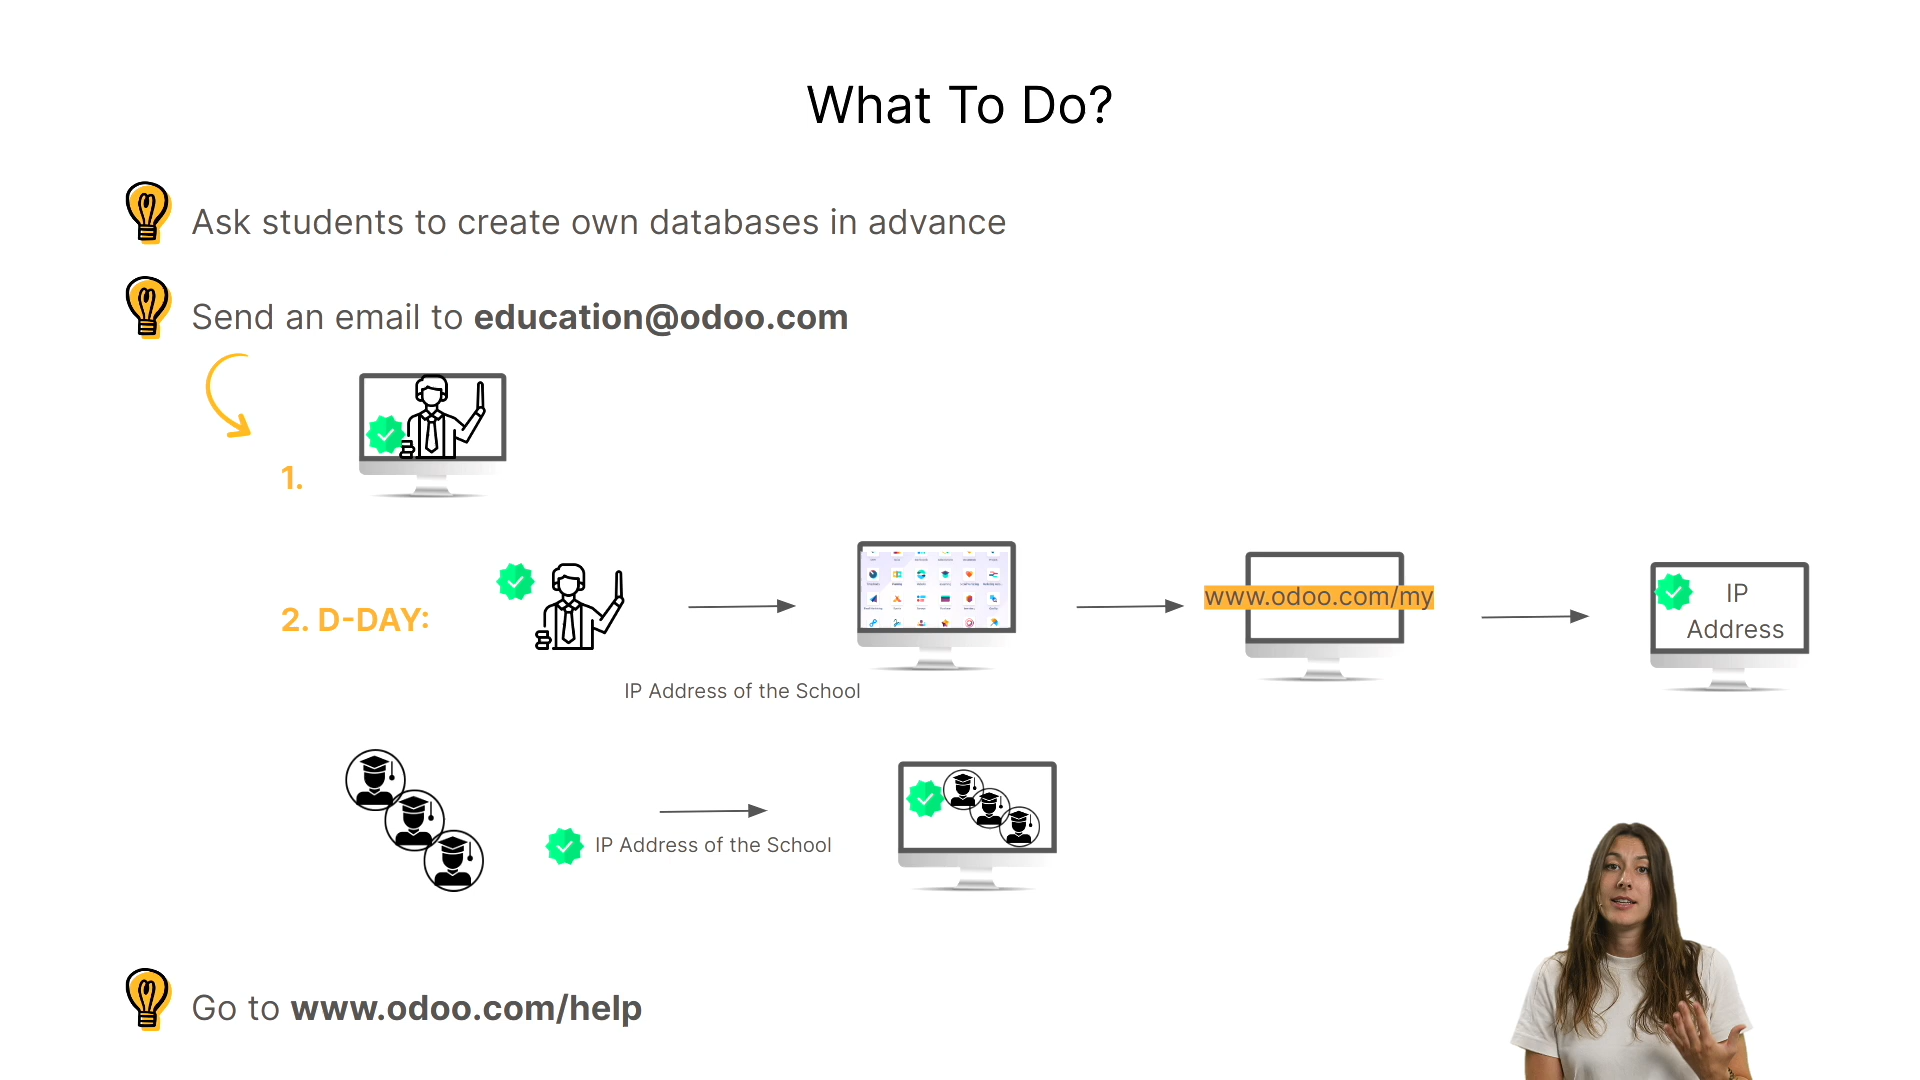 What To Do?
Ask students to create own databases in advance
Send an email to education@odoo.com
1.
2. D-DAY:
www.odoo.com/my
IP
Address
IP Address of the School
IP Address of the School
Go to www.odoo.com/help